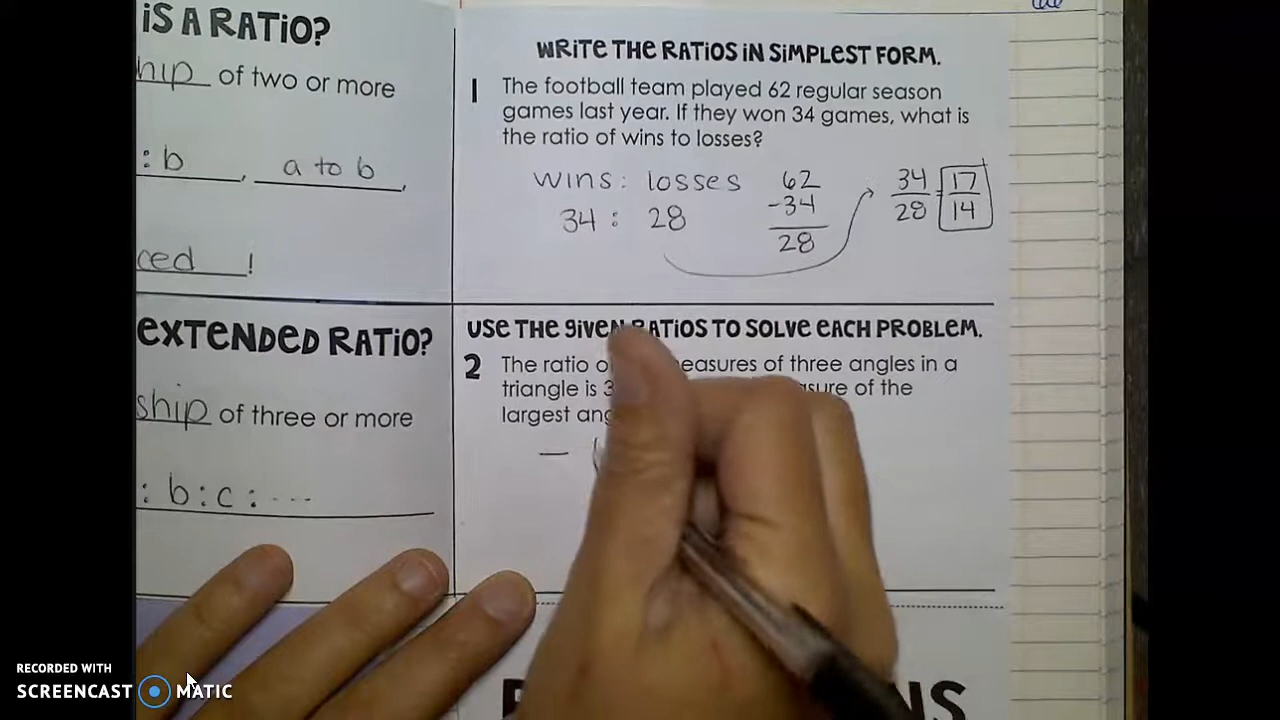 iS A RATiO?
hip of two or more
: b, a to b,
ced !
EXTENDED RATiO?
ship of three or more
: b : c : ...
WRiTE THE RATiOS iN SiMPLEST FORM.
1 The football team played 62 regular season
games last year. If they won 34 games, what is
the ratio of wins to losses?
wins: losses
34 : 28
62
-34
28
34 17
28 14
USE THE giVEN RATiOS TO SOLVE EACH PROBLEM.
2 The ratio o easures of three angles in a
triangle is 3 sure of the
largest ang
NS
RECORDED WITH
SCREENCAST MATIC